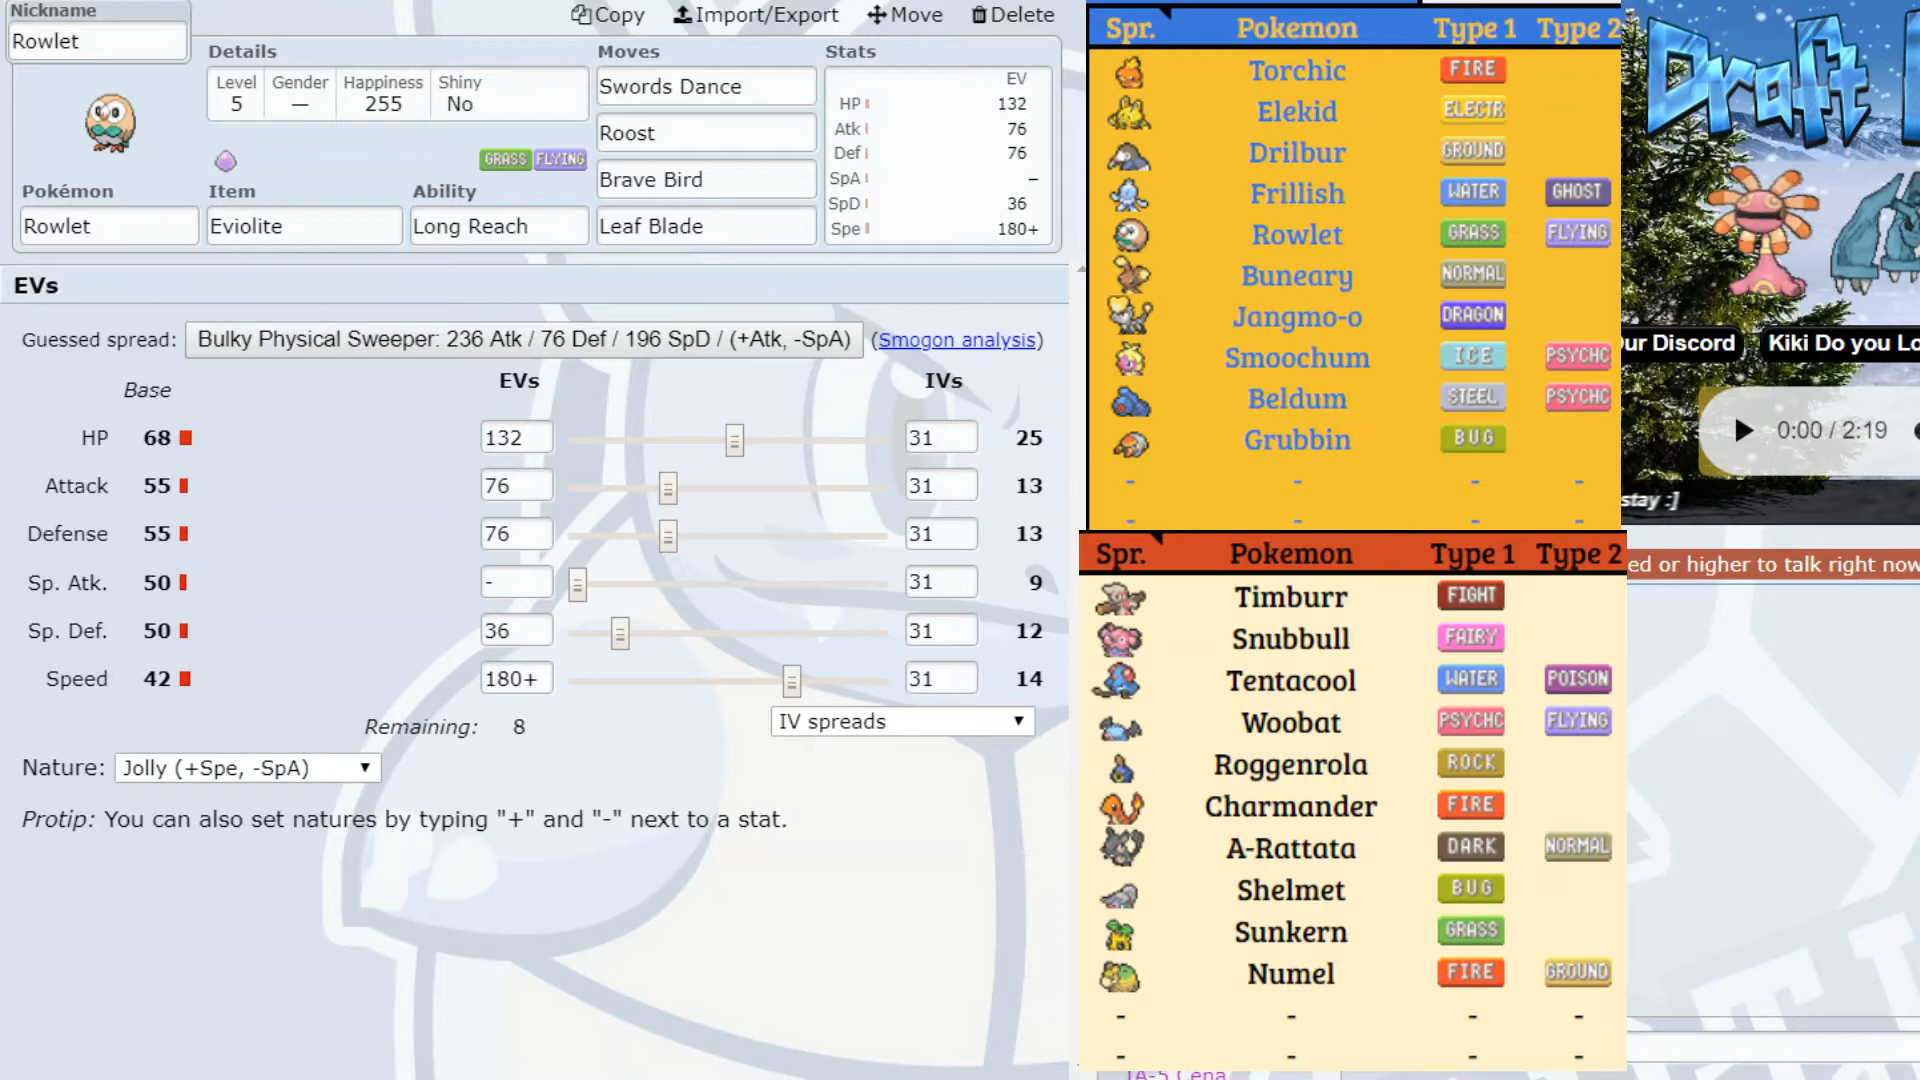 Nickname
Rowlet
Copy Import/Export Move Delete
Details
Level Gender Happiness Shiny
5 — 255 No
GRASS FLYING
Pokémon Item Ability
Rowlet Eviolite Long Reach
Moves
Swords Dance
Roost
Brave Bird
Leaf Blade
Stats
EV
HP 132
Atk 76
Def 76
SpA –
SpD 36
Spe 180+
EVs
Guessed spread: Bulky Physical Sweeper: 236 Atk / 76 Def / 196 SpD / (+Atk, -SpA) (Smogon analysis)
Base EVs IVs
HP 68 132 31 25
Attack 55 76 31 13
Defense 55 76 31 13
Sp. Atk. 50 - 31 9
Sp. Def. 50 36 31 12
Speed 42 180+ 31 14
Remaining: 8 IV spreads
Nature: Jolly (+Spe, -SpA)
Protip: You can also set natures by typing "+" and "-" next to a stat.
Spr. Pokemon Type 1 Type 2
Torchic FIRE
Elekid ELECTR
Drilbur GROUND
Frillish WATER GHOST
Rowlet GRASS FLYING
Buneary NORMAL
Jangmo-o DRAGON
Smoochum ICE PSYCHC
Beldum STEEL PSYCHC
Grubbin BUG
- - - -
- - - -
Spr. Pokemon Type 1 Type 2
Timburr FIGHT
Snubbull FAIRY
Tentacool WATER POISON
Woobat PSYCHC FLYING
Roggenrola ROCK
Charmander FIRE
A-Rattata DARK NORMAL
Shelmet BUG
Sunkern GRASS
Numel FIRE GROUND
- - - -
- - - -
Draft
ur Discord Kiki Do you Lo
0:00 / 2:19
stay :]
ed or higher to talk right now
IA-5 Cena